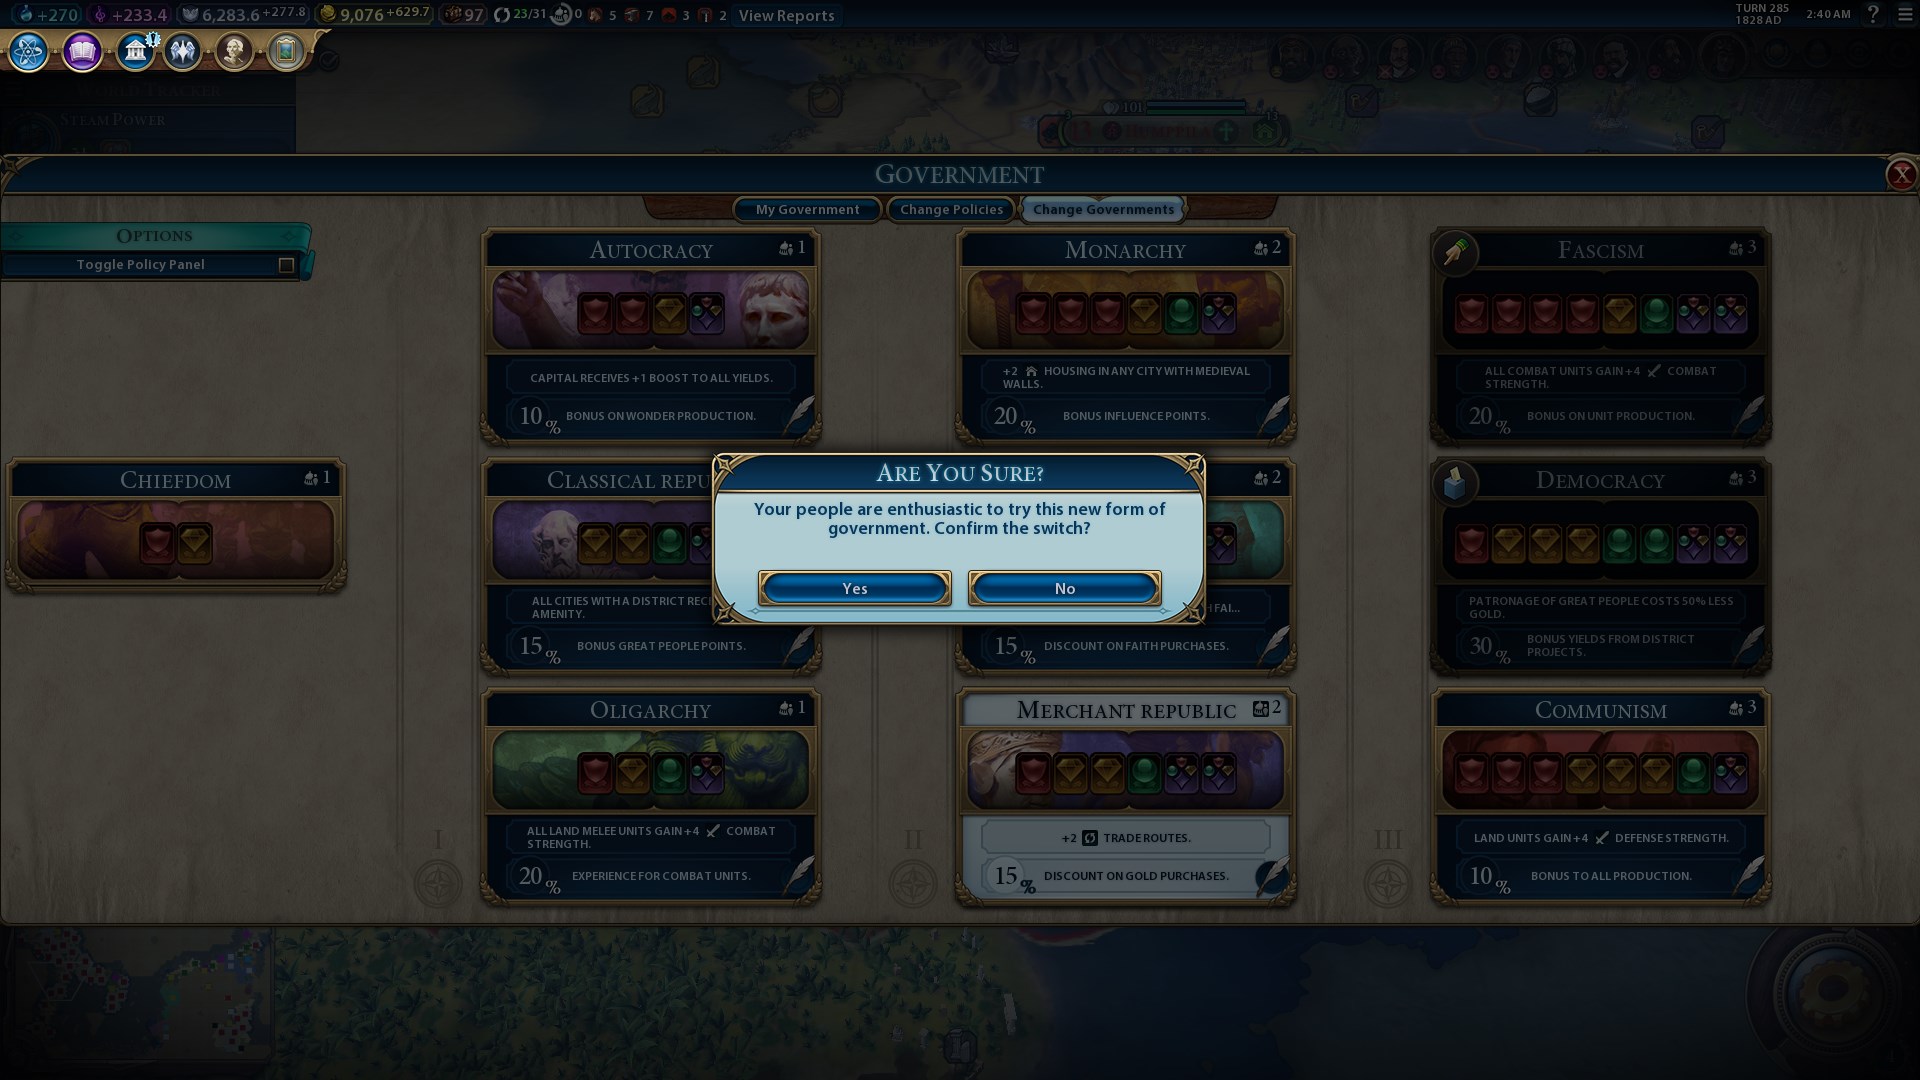 +270 +233.4 6,283.6 +277.8 9,076 +629.7 97 23/31 0 5 7 3 2 View Reports
TURN 285
1828 AD
2:40 AM ?
WORLD TRACKER
STEAM POWER
101
3 13 HUMPPILA 13
GOVERNMENT
X
My Government Change Policies Change Governments
OPTIONS
Toggle Policy Panel
AUTOCRACY 1
CAPITAL RECEIVES +1 BOOST TO ALL YIELDS.
10 % BONUS ON WONDER PRODUCTION.
MONARCHY 2
+2 HOUSING IN ANY CITY WITH MEDIEVAL
WALLS.
20 % BONUS INFLUENCE POINTS.
FASCISM 3
ALL COMBAT UNITS GAIN +4 COMBAT
STRENGTH.
20 % BONUS ON UNIT PRODUCTION.
CHIEFDOM 1
CLASSICAL REPU
ALL CITIES WITH A DISTRICT RECE
AMENITY.
15 % BONUS GREAT PEOPLE POINTS.
2
H FAI...
15 % DISCOUNT ON FAITH PURCHASES.
DEMOCRACY 3
PATRONAGE OF GREAT PEOPLE COSTS 50% LESS
GOLD.
30 % BONUS YIELDS FROM DISTRICT
PROJECTS.
ARE YOU SURE?
Your people are enthusiastic to try this new form of
government. Confirm the switch?
Yes No
OLIGARCHY 1
ALL LAND MELEE UNITS GAIN +4 COMBAT
STRENGTH.
20 % EXPERIENCE FOR COMBAT UNITS.
MERCHANT REPUBLIC 2
+2 TRADE ROUTES.
15 % DISCOUNT ON GOLD PURCHASES.
COMMUNISM 3
LAND UNITS GAIN +4 DEFENSE STRENGTH.
10 % BONUS TO ALL PRODUCTION.
I II III